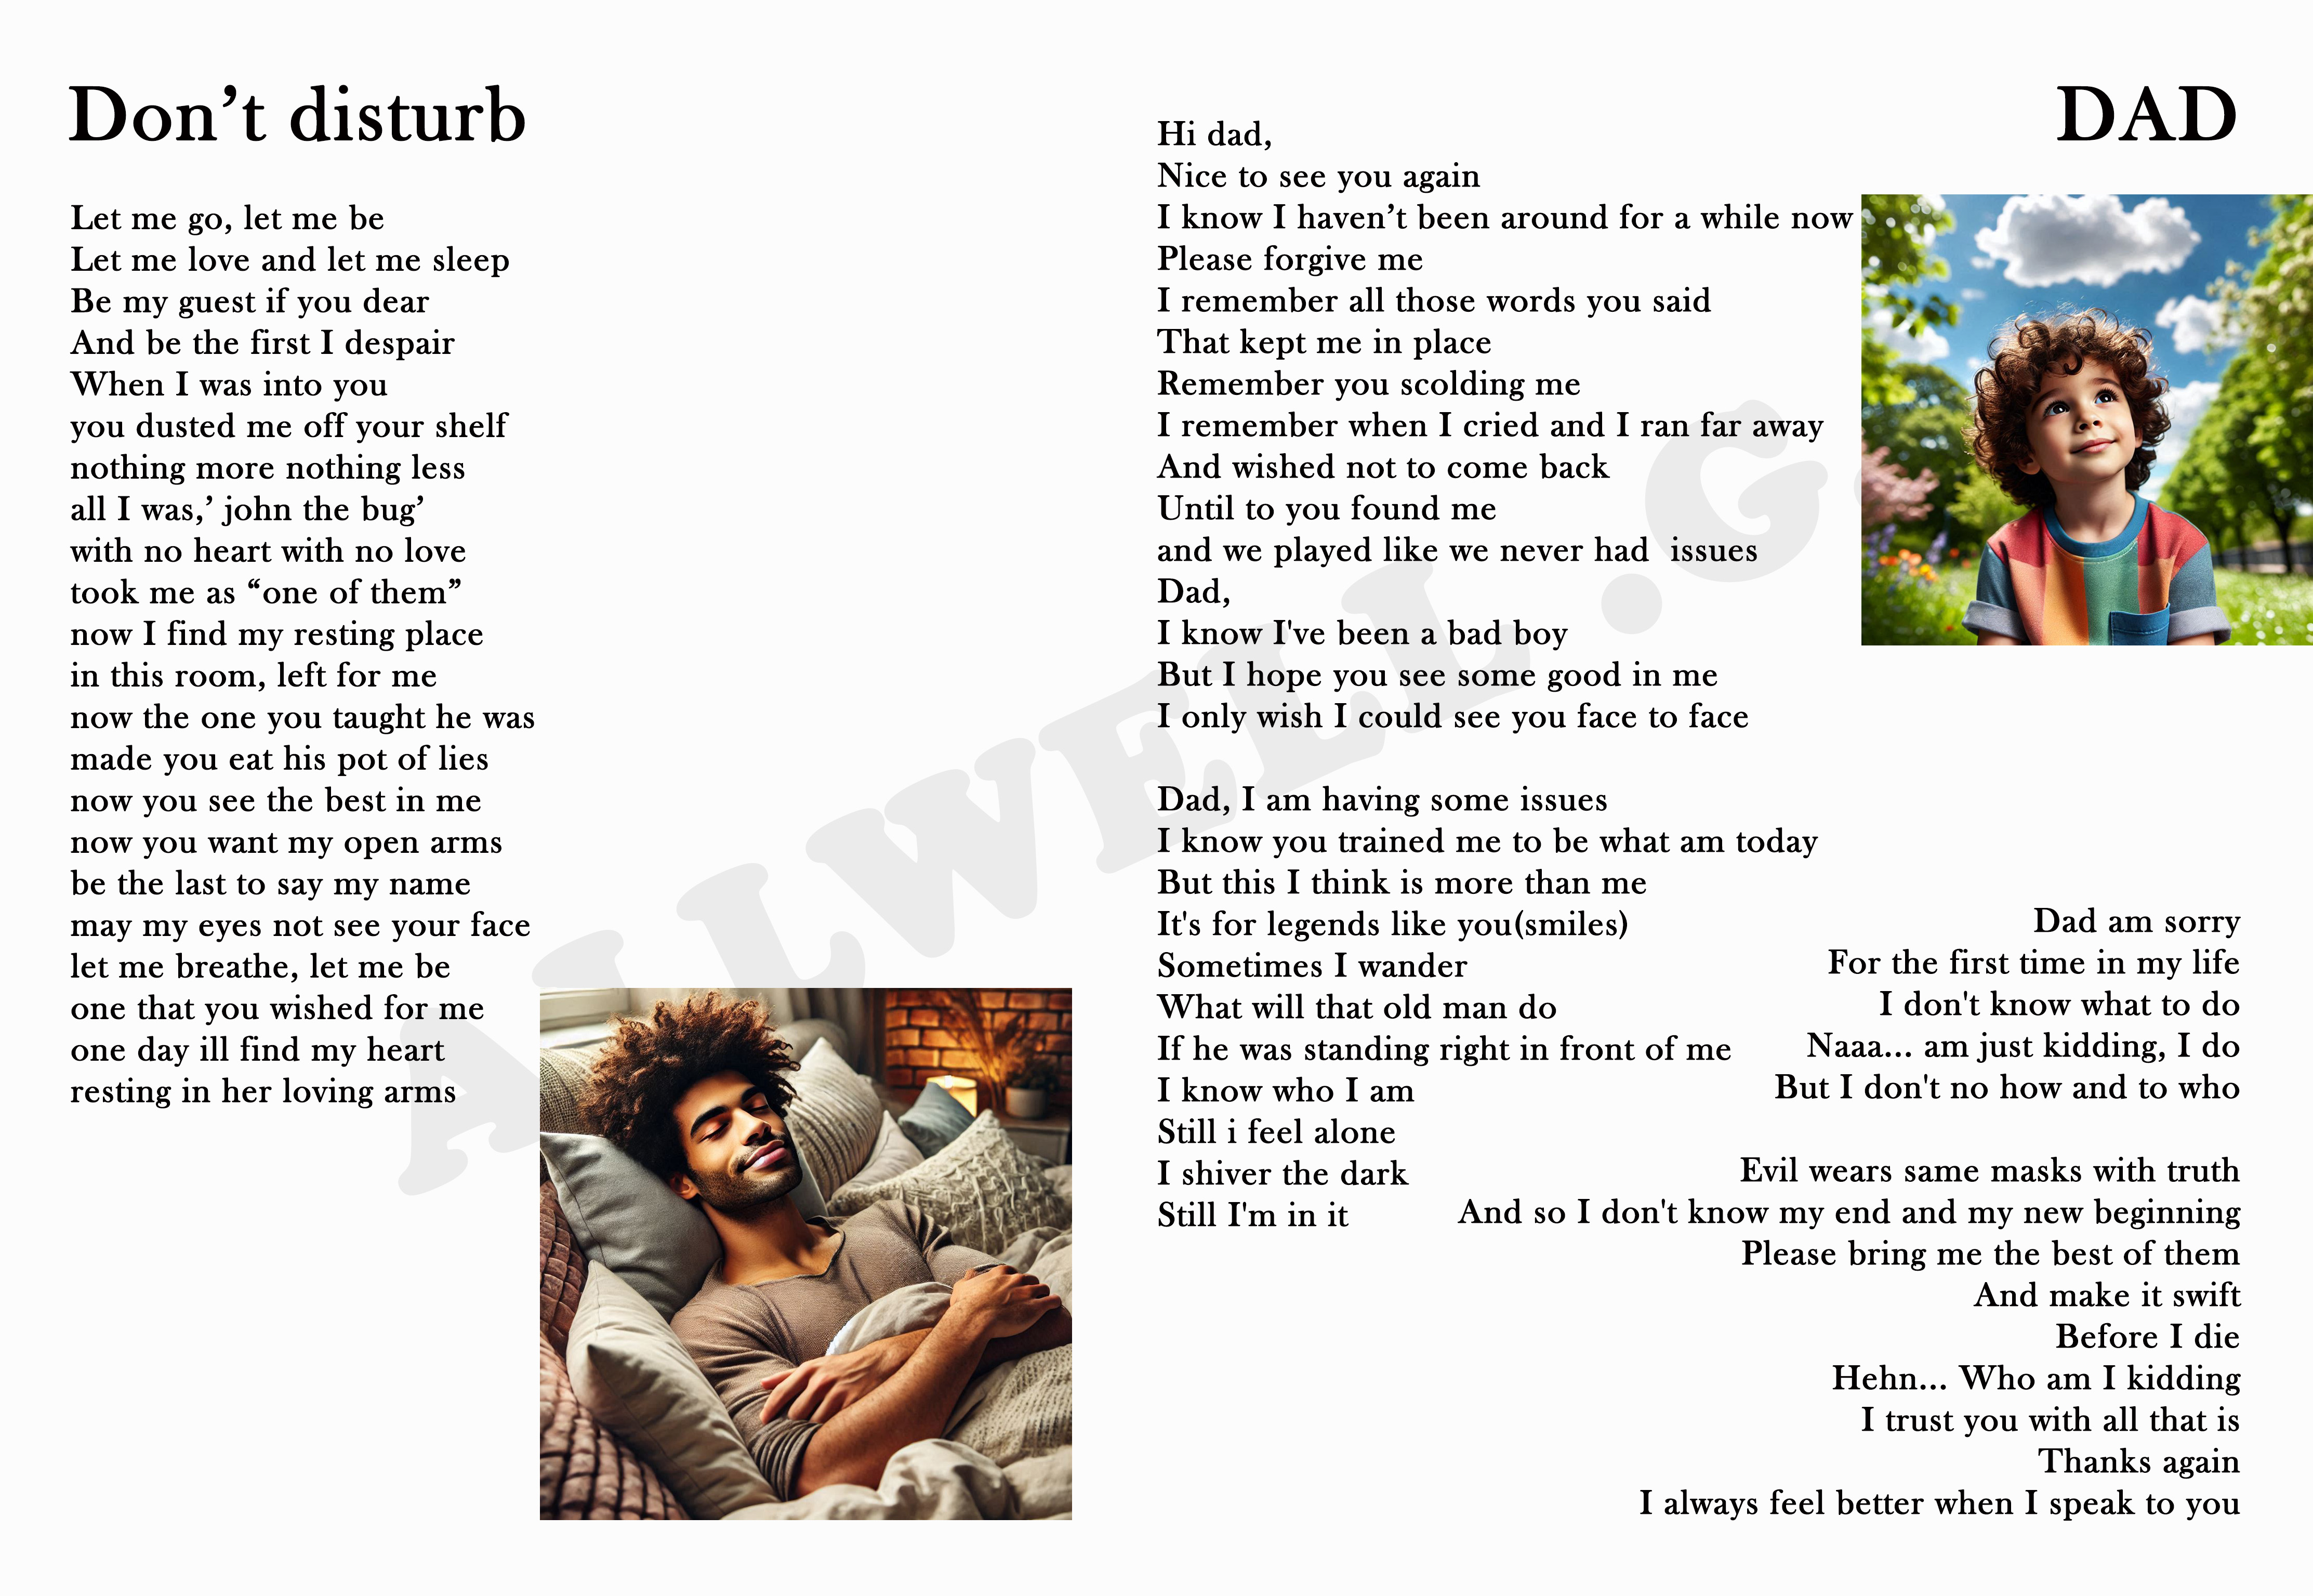 Don’t disturb
Let me go, let me be
Let me love and let me sleep
Be my guest if you dear
And be the first I despair
When I was into you
you dusted me off your shelf
nothing more nothing less
all I was,’ john the bug’
with no heart with no love
took me as “one of them”
now I find my resting place
in this room, left for me
now the one you taught he was
made you eat his pot of lies
now you see the best in me
now you want my open arms
be the last to say my name
may my eyes not see your face
let me breathe, let me be
one that you wished for me
one day ill find my heart
resting in her loving arms
DAD
Hi dad,
Nice to see you again
I know I haven’t been around for a while now
Please forgive me
I remember all those words you said
That kept me in place
Remember you scolding me
I remember when I cried and I ran far away
And wished not to come back
Until to you found me
and we played like we never had  issues
Dad,
I know I've been a bad boy
But I hope you see some good in me
I only wish I could see you face to face
Dad, I am having some issues
I know you trained me to be what am today
But this I think is more than me
It's for legends like you(smiles)
Sometimes I wander
What will that old man do
If he was standing right in front of me
I know who I am
Still i feel alone
I shiver the dark
Still I'm in it
Dad am sorry
For the first time in my life
I don't know what to do
Naaa... am just kidding, I do
But I don't no how and to who
Evil wears same masks with truth
And so I don't know my end and my new beginning
Please bring me the best of them
And make it swift
Before I die
Hehn... Who am I kidding
I trust you with all that is
Thanks again
I always feel better when I speak to you
ALLWELL .G